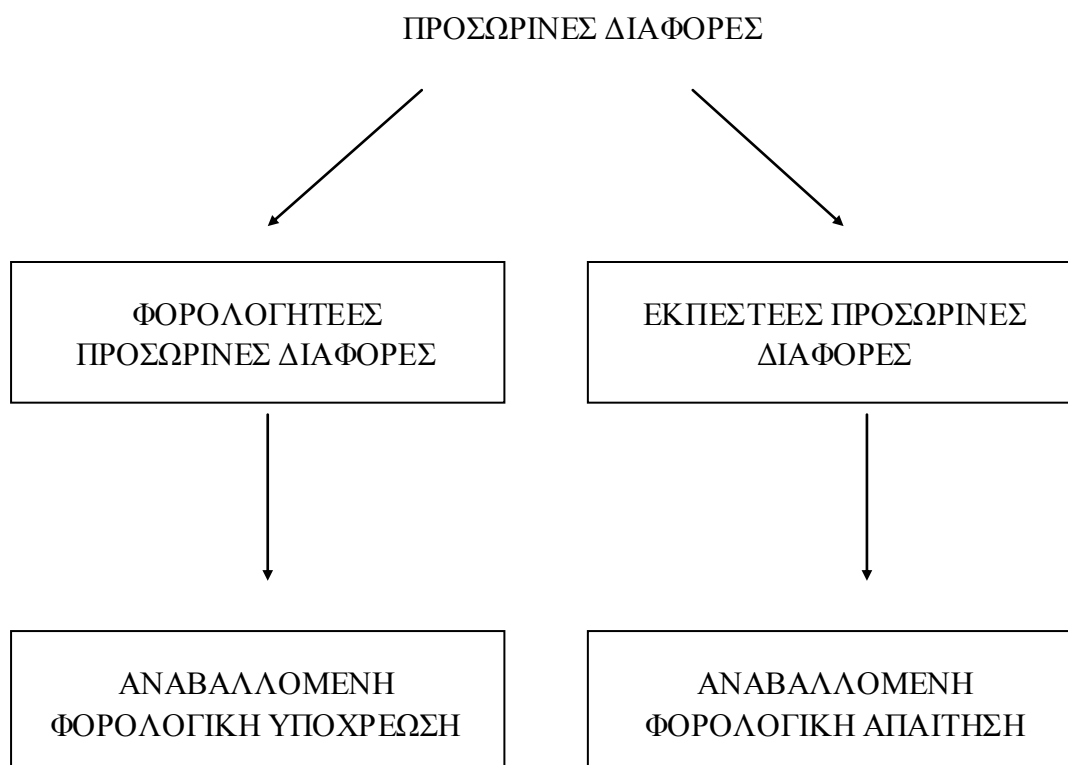 ΠΡΟΣΩΡΙΝΕΣ ΔΙΑΦΟΡΕΣ
ΦΟΡΟΛΟΓΗΤΕΕΣ
ΠΡΟΣΩΡΙΝΕΣ ΔΙΑΦΟΡΕΣ
ΕΚΠΕΣΤΕΕΣ ΠΡΟΣΩΡΙΝΕΣ
ΔΙΑΦΟΡΕΣ
ΑΝΑΒΑΛΛΟΜΕΝΗ
ΦΟΡΟΛΟΓΙΚΗ ΥΠΟΧΡΕΩΣΗ
ΑΝΑΒΑΛΛΟΜΕΝΗ
ΦΟΡΟΛΟΓΙΚΗ ΑΠΑΙΤΗΣΗ